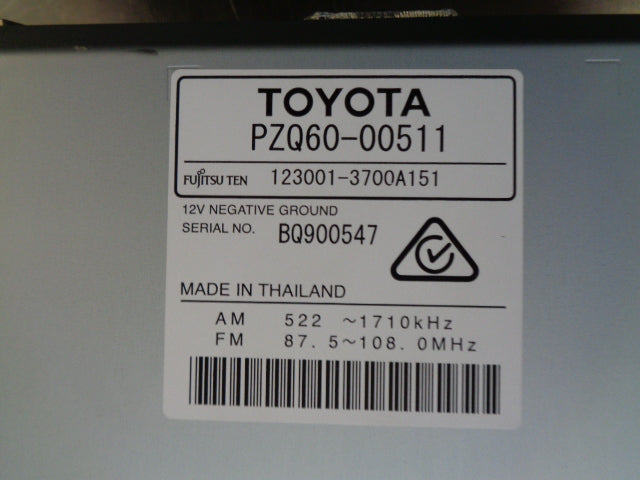 TOYOTA
PZQ60-00511
FUJITSU TEN 123001-3700A151
12V NEGATIVE GROUND
SERIAL NO. BQ900547
MADE IN THAILAND
AM 522 ~1710kHz
FM 87.5~108.0MHz